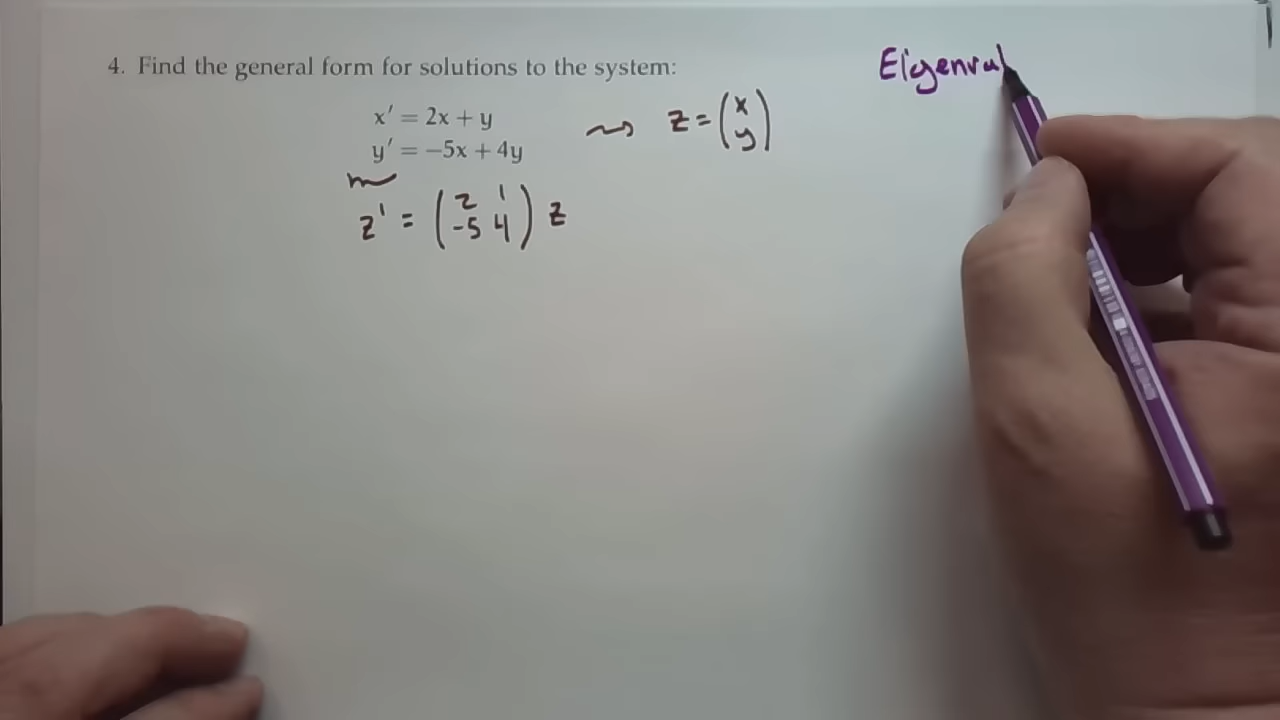 4. Find the general form for solutions to the system:
x′ = 2x + y
y′ = −5x + 4y
⇝ z = (x
y)
z' = (2 1
-5 4) z
Eigenval